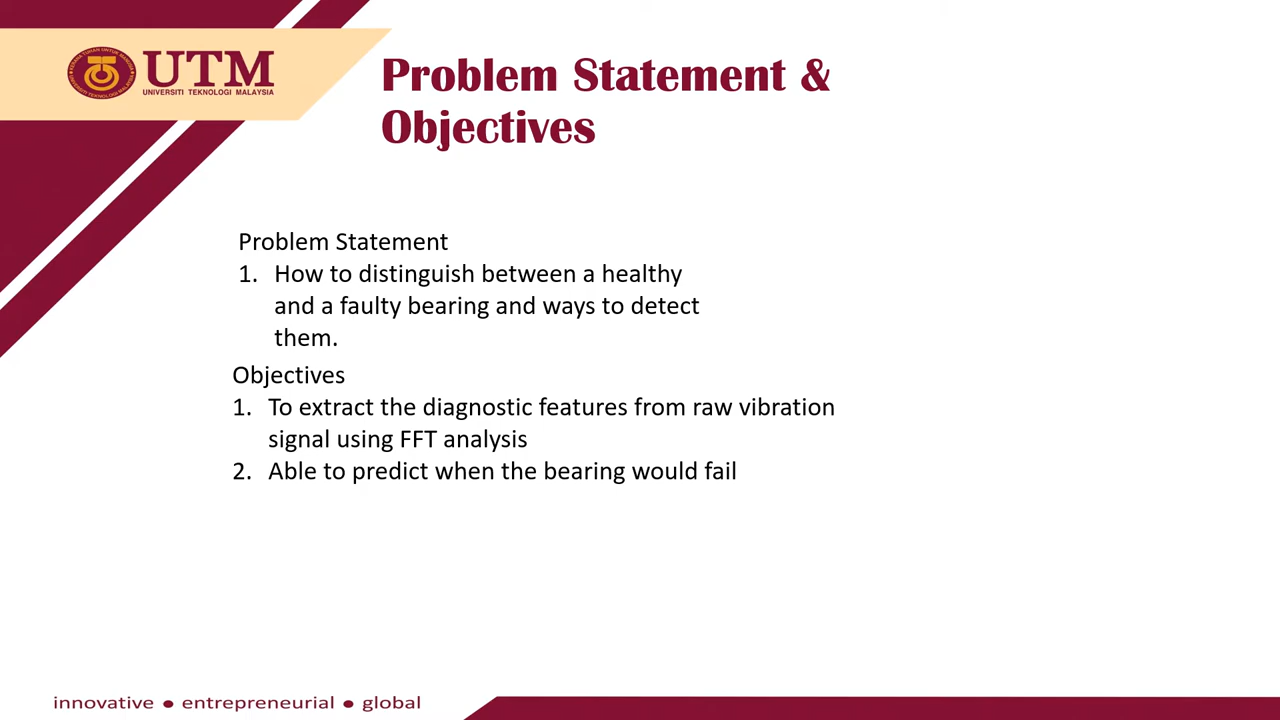 UTM
UNIVERSITI TEKNOLOGI MALAYSIA
Problem Statement &
Objectives
Problem Statement
1. How to distinguish between a healthy
and a faulty bearing and ways to detect
them.
Objectives
1. To extract the diagnostic features from raw vibration
signal using FFT analysis
2. Able to predict when the bearing would fail
innovative ● entrepreneurial ● global